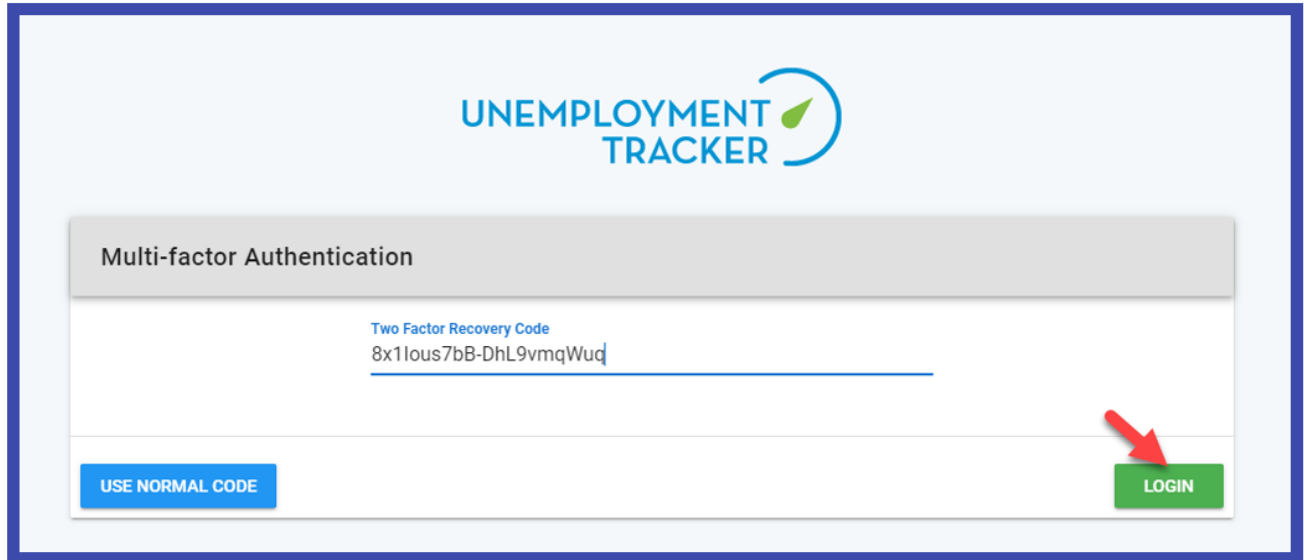 UNEMPLOYMENT
TRACKER
Multi-factor Authentication
Two Factor Recovery Code
8x1Ious7bB-DhL9vmqWuq
USE NORMAL CODE
LOGIN